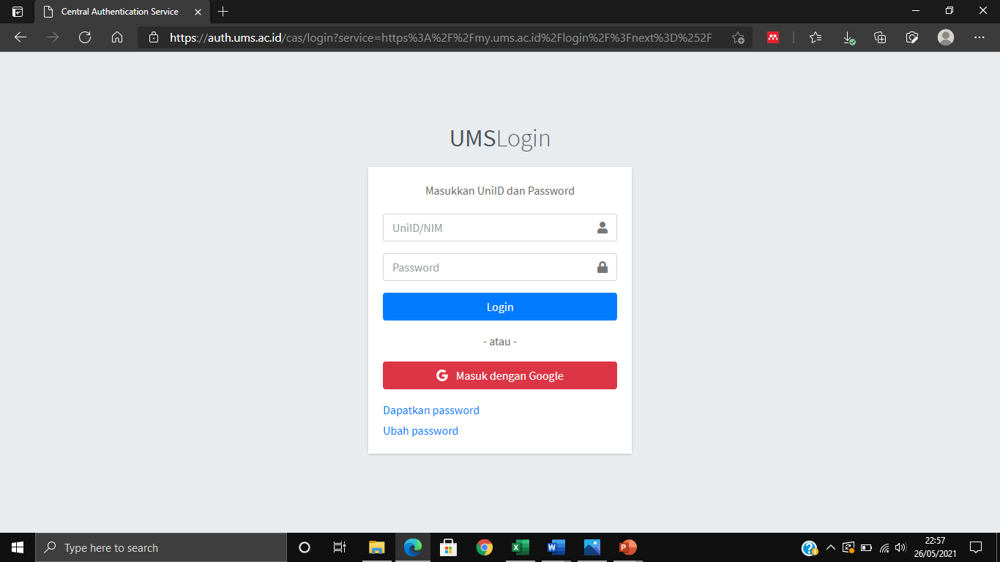 Central Authentication Service
https://auth.ums.ac.id/cas/login?service=https%3A%2F%2Fmy.ums.ac.id%2Flogin%2F%3Fnext%3D%252F
UMSLogin
Masukkan UniID dan Password
UniID/NIM
Password
Login
- atau -
Masuk dengan Google
Dapatkan password
Ubah password
Type here to search
22:57
26/05/2021